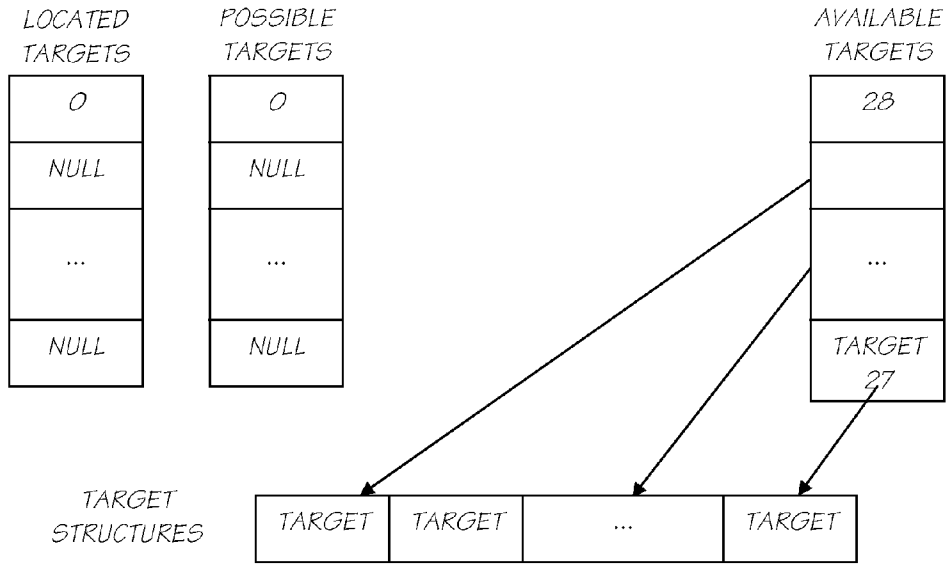 LOCATED
TARGETS
POSSIBLE
TARGETS
AVAILABLE
TARGETS
0
0
28
NULL
NULL
...
...
...
NULL
NULL
TARGET
27
TARGET
STRUCTURES
TARGET
TARGET
...
TARGET